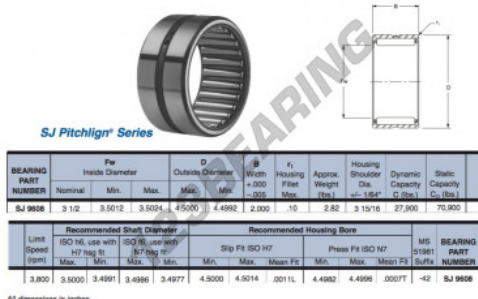 B
r₁
Fw
D
SJ Pitchlign® Series
123BEARING
BEARING PART NUMBER Fw Inside Diameter D Outside Diameter B Width +.000 -.005 r₁ Housing Fillet Max. Approx. Weight (lbs.) Housing Shoulder Dia. +/- 1/64" Dynamic Capacity C (lbs.) Static Capacity C₀ (lbs.)
Nominal Min. Max. Max. Min.
SJ 9608 3 1/2 3.5012 3.5024 4.5000 4.4992 2.000 .10 2.82 3 15/16 27,900 70,900
Limit Speed (rpm) Recommended Shaft Diameter Recommended Housing Bore MS 51961 Suffix BEARING PART NUMBER
ISO h6, use with H7 hsg fit ISO f6, use with N7 hsg fit Slip Fit ISO H7 Press Fit ISO N7
Max. Min. Max. Min. Min. Max. Mean Fit Min. Max. Mean Fit
3,800 3.5000 3.4991 3.4986 3.4977 4.5000 4.5014 .0011L 4.4982 4.4996 .0007T -42 SJ 9608
All dimensions in inches